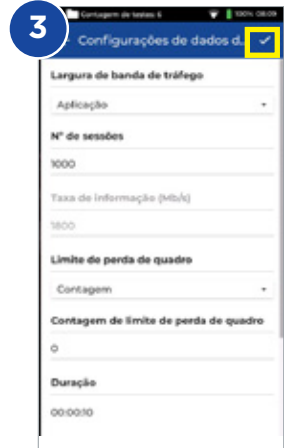 3
Contagem de testes: 6
100% 08:09
Configurações de dados d...
Largura de banda de tráfego
Aplicação
Nº de sessões
1000
Taxa de informação (Mb/s)
1800
Limite de perda de quadro
Contagem
Contagem de limite de perda de quadro
0
Duração
00:00:10